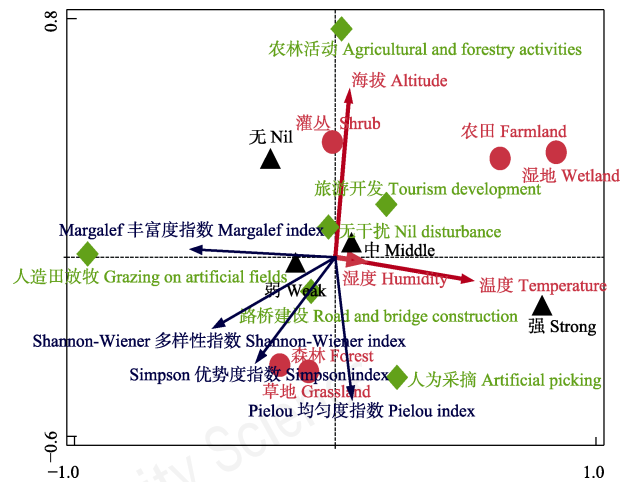 0.8
农林活动 Agricultural and forestry activities
海拔 Altitude
灌丛 Shrub
无 Nil
农田 Farmland
湿地 Wetland
旅游开发 Tourism development
Margalef 丰富度指数 Margalef index
无干扰 Nil disturbance
中 Middle
人造田放牧 Grazing on artificial fields
湿度 Humidity
温度 Temperature
弱 Weak
路桥建设 Road and bridge construction
强 Strong
Shannon-Wiener 多样性指数 Shannon-Wiener index
森林 Forest
Simpson 优势度指数 Simpson index
人为采摘 Artificial picking
草地 Grassland
Pielou 均匀度指数 Pielou index
-0.6
−1.0
1.0